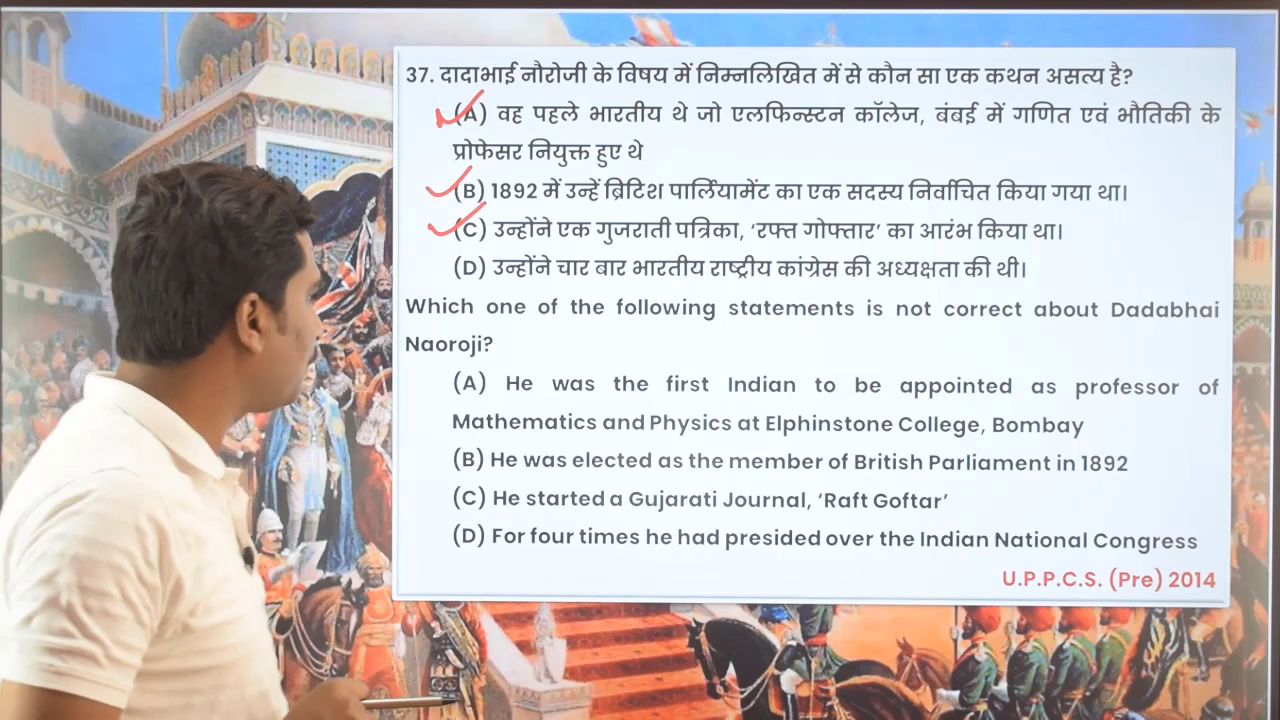 37. दादाभाई नौरोजी के विषय में निम्नलिखित में से कौन सा एक कथन असत्य है?
(A) वह पहले भारतीय थे जो एलफिन्स्टन कॉलेज, बंबई में गणित एवं भौतिकी के
प्रोफेसर नियुक्त हुए थे
(B) 1892 में उन्हें ब्रिटिश पार्लियामेंट का एक सदस्य निर्वाचित किया गया था।
(C) उन्होंने एक गुजराती पत्रिका, ‘रफ्त गोफ्तार’ का आरंभ किया था।
(D) उन्होंने चार बार भारतीय राष्ट्रीय कांग्रेस की अध्यक्षता की थी।
Which one of the following statements is not correct about Dadabhai
Naoroji?
(A) He was the first Indian to be appointed as professor of
Mathematics and Physics at Elphinstone College, Bombay
(B) He was elected as the member of British Parliament in 1892
(C) He started a Gujarati Journal, ‘Raft Goftar’
(D) For four times he had presided over the Indian National Congress
U.P.P.C.S. (Pre) 2014